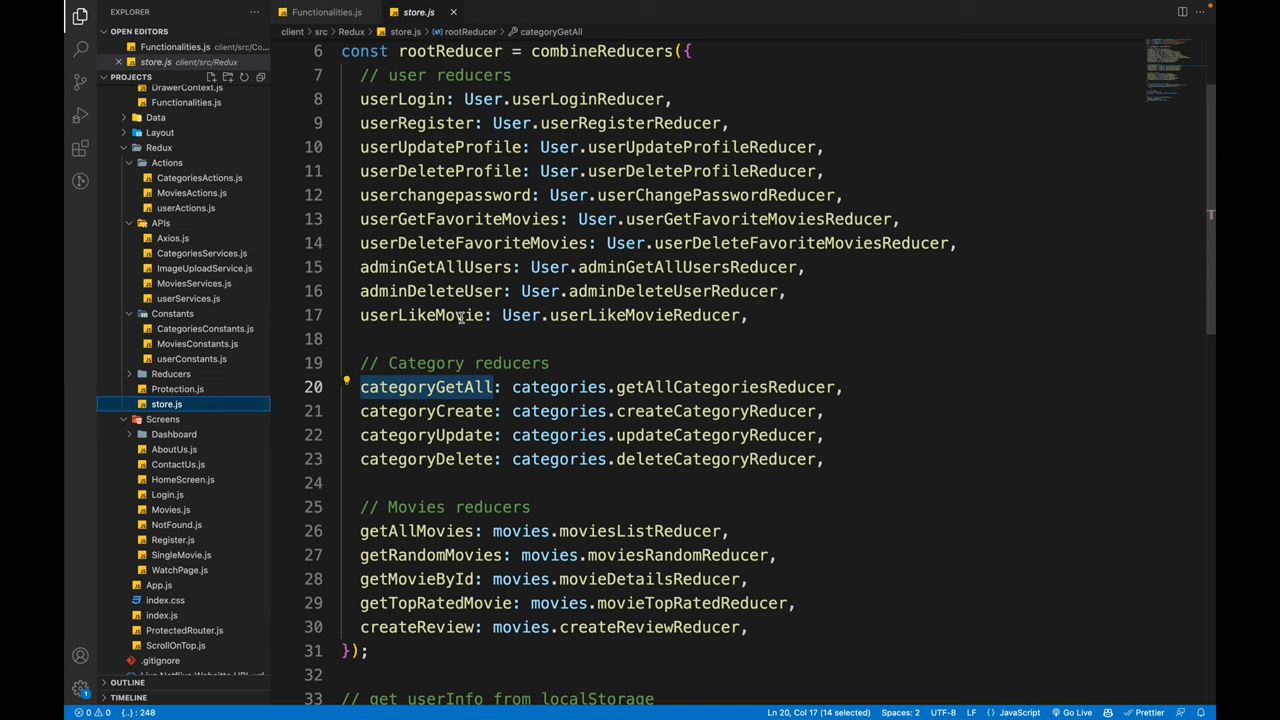 EXPLORER
Functionalities.js
store.js
OPEN EDITORS
Functionalities.js client/src/Co...
store.js client/src/Redux
PROJECTS
DrawerContext.js
Functionalities.js
Data
Layout
Redux
Actions
CategoriesActions.js
MoviesActions.js
userActions.js
APIs
Axios.js
CategoriesServices.js
ImageUploadService.js
MoviesServices.js
userServices.js
Constants
CategoriesConstants.js
MoviesConstants.js
userConstants.js
Reducers
Protection.js
store.js
Screens
Dashboard
AboutUs.js
ContactUs.js
HomeScreen.js
Login.js
Movies.js
NotFound.js
Register.js
SingleMovie.js
WatchPage.js
App.js
index.css
index.js
ProtectedRouter.js
ScrollOnTop.js
.gitignore
OUTLINE
TIMELINE
client > src > Redux > store.js > rootReducer > categoryGetAll
6 const rootReducer = combineReducers({
7 // user reducers
8 userLogin: User.userLoginReducer,
9 userRegister: User.userRegisterReducer,
10 userUpdateProfile: User.userUpdateProfileReducer,
11 userDeleteProfile: User.userDeleteProfileReducer,
12 userchangepassword: User.userChangePasswordReducer,
13 userGetFavoriteMovies: User.userGetFavoriteMoviesReducer,
14 userDeleteFavoriteMovies: User.userDeleteFavoriteMoviesReducer,
15 adminGetAllUsers: User.adminGetAllUsersReducer,
16 adminDeleteUser: User.adminDeleteUserReducer,
17 userLikeMovie: User.userLikeMovieReducer,
18
19 // Category reducers
20 categoryGetAll: categories.getAllCategoriesReducer,
21 categoryCreate: categories.createCategoryReducer,
22 categoryUpdate: categories.updateCategoryReducer,
23 categoryDelete: categories.deleteCategoryReducer,
24
25 // Movies reducers
26 getAllMovies: movies.moviesListReducer,
27 getRandomMovies: movies.moviesRandomReducer,
28 getMovieById: movies.movieDetailsReducer,
29 getTopRatedMovie: movies.movieTopRatedReducer,
30 createReview: movies.createReviewReducer,
31 });
32
33 // get userInfo from localStorage
1
0 0 {..} : 248 Ln 20, Col 17 (14 selected) Spaces: 2 UTF-8 LF JavaScript Go Live Prettier